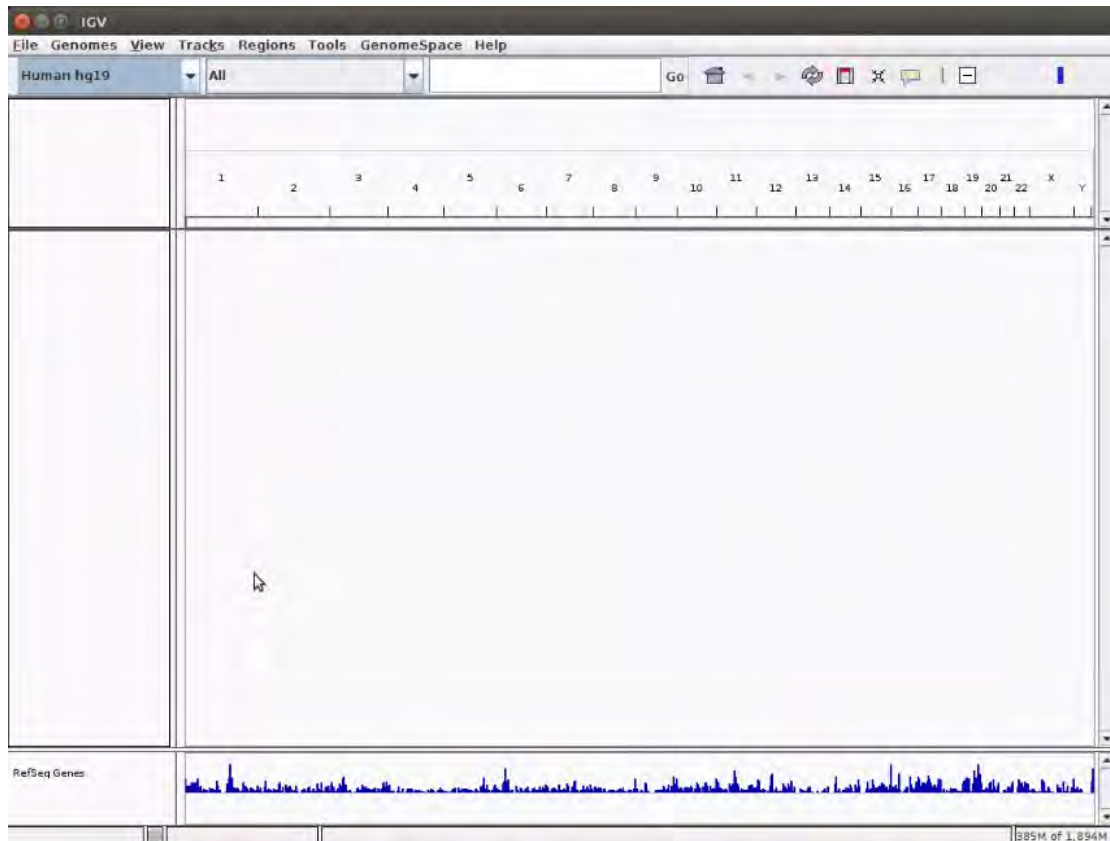 IGV
File Genomes View Tracks Regions Tools GenomeSpace Help
Human hg19 All Go
1 2 3 4 5 6 7 8 9 10 11 12 13 14 15 16 17 18 19 20 21 22 X Y
RefSeq Genes
385M of 1,894M